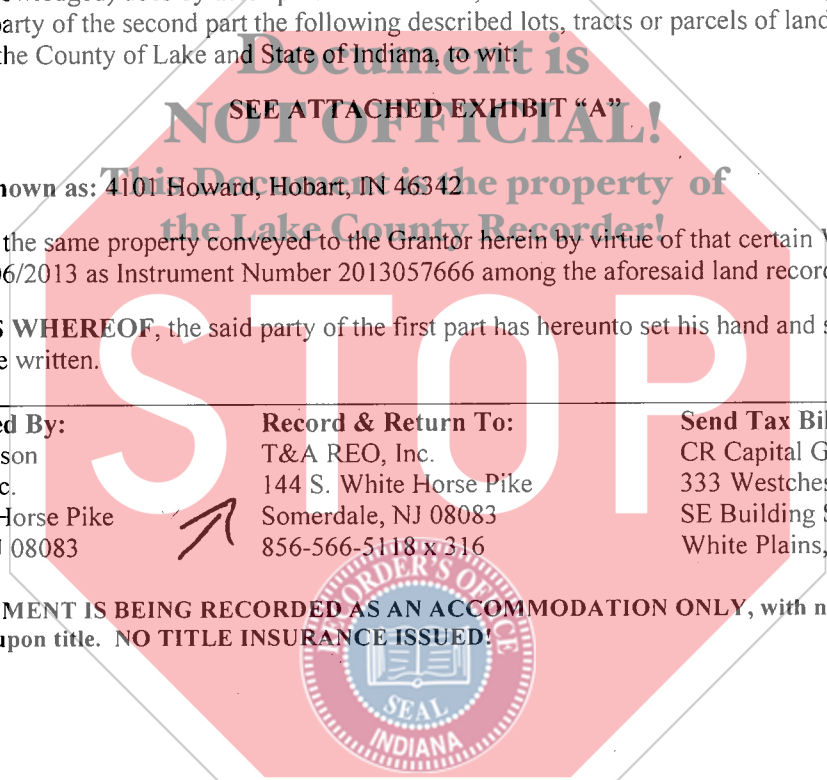 party of the second part the following described lots, tracts or parcels of land
the County of Lake and State of Indiana, to wit:
Document is
SEE ATTACHED EXHIBIT “A”
NOT OFFICIAL!
nown as: 4101 Howard, Hobart, IN 46342
This Document is the property of
the Lake County Recorder!
the same property conveyed to the Grantor herein by virtue of that certain
06/2013 as Instrument Number 2013057666 among the aforesaid land record
S WHEREOF, the said party of the first part has hereunto set his hand and s
e written.
STOP
ed By: Record & Return To: Send Tax Bil
son T&A REO, Inc. CR Capital G
c. 144 S. White Horse Pike 333 Westches
Horse Pike Somerdale, NJ 08083 SE Building S
J 08083 856-566-5118 x 316 White Plains,
MENT IS BEING RECORDED AS AN ACCOMMODATION ONLY, with n
upon title. NO TITLE INSURANCE ISSUED!
RECORDER'S OFFICE
SEAL
INDIANA